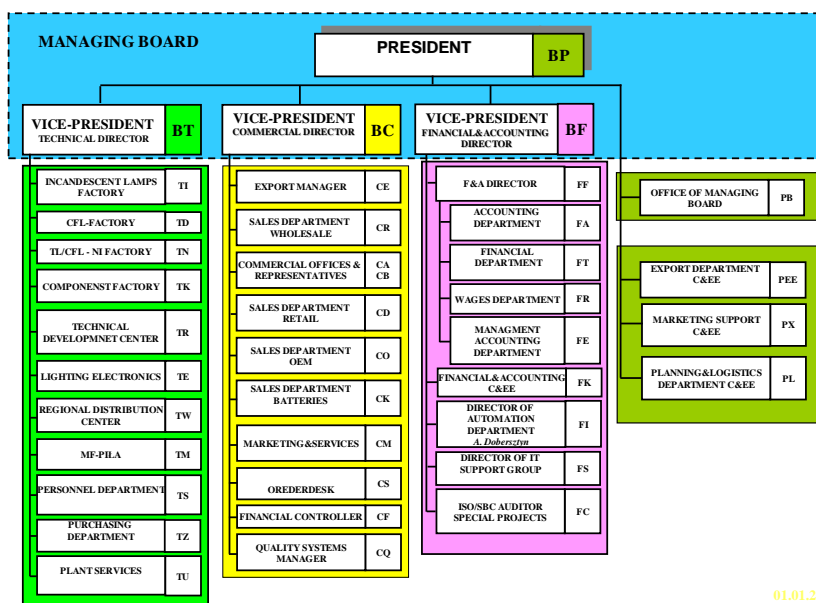 MANAGING BOARD
PRESIDENT
BP
VICE-PRESIDENT
TECHNICAL DIRECTOR
BT
VICE-PRESIDENT
COMMERCIAL DIRECTOR
BC
VICE-PRESIDENT
FINANCIAL&ACCOUNTING
DIRECTOR
BF
INCANDESCENT LAMPS
FACTORY
TI
CFL-FACTORY
TD
TL/CFL - NI FACTORY
TN
COMPONENST FACTORY
TK
TECHNICAL
DEVELOPMNET CENTER
TR
LIGHTING ELECTRONICS
TE
REGIONAL DISTRIBUTION
CENTER
TW
MF-PIŁA
TM
PERSONNEL DEPARTMENT
TS
PURCHASING
DEPARTMENT
TZ
PLANT SERVICES
TU
EXPORT MANAGER
CE
SALES DEPARTMENT
WHOLESALE
CR
COMMERCIAL OFFICES &
REPRESENTATIVES
CA
CB
SALES DEPARTMENT
RETAIL
CD
SALES DEPARTMENT
OEM
CO
SALES DEPARTMENT
BATTERIES
CK
MARKETING&SERVICES
CM
OREDERDESK
CS
FINANCIAL CONTROLLER
CF
QUALITY SYSTEMS
MANAGER
CQ
F&A DIRECTOR
FF
ACCOUNTING
DEPARTMENT
FA
FINANCIAL
DEPARTMENT
FT
WAGES DEPARTMENT
FR
MANAGMENT
ACCOUNTING
DEPARTMENT
FE
FINANCIAL&ACCOUNTING
C&EE
FK
DIRECTOR OF
AUTOMATION
DEPARTMENT
A. Dobersztyn
FI
DIRECTOR OF IT
SUPPORT GROUP
FS
ISO/SBC AUDITOR
SPECIAL PROJECTS
FC
OFFICE OF MANAGING
BOARD
PB
EXPORT DEPARTMENT
C&EE
PEE
MARKETING SUPPORT
C&EE
PX
PLANNING&LOGISTICS
DEPARTMENT C&EE
PL
01.01.2